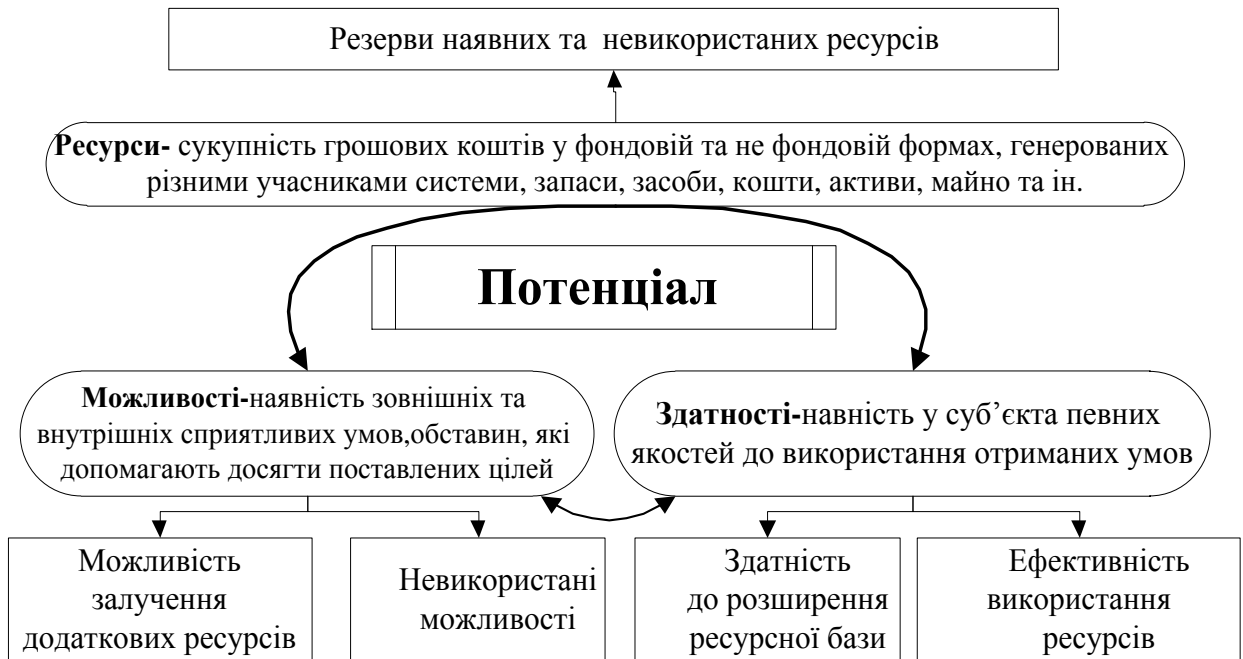 Резерви наявних та невикористаних ресурсів
Ресурси- сукупність грошових коштів у фондовій та не фондовій формах, генерованих
різними учасниками системи, запаси, засоби, кошти, активи, майно та ін.
Потенціал
Можливості-наявність зовнішніх та
внутрішніх сприятливих умов,обставин, які
допомагають досягти поставлених цілей
Здатності-навність у суб’єкта певних
якостей до використання отриманих умов
Можливість
залучення
додаткових ресурсів
Невикористані
можливості
Здатність
до розширення
ресурсної бази
Ефективність
використання
ресурсів